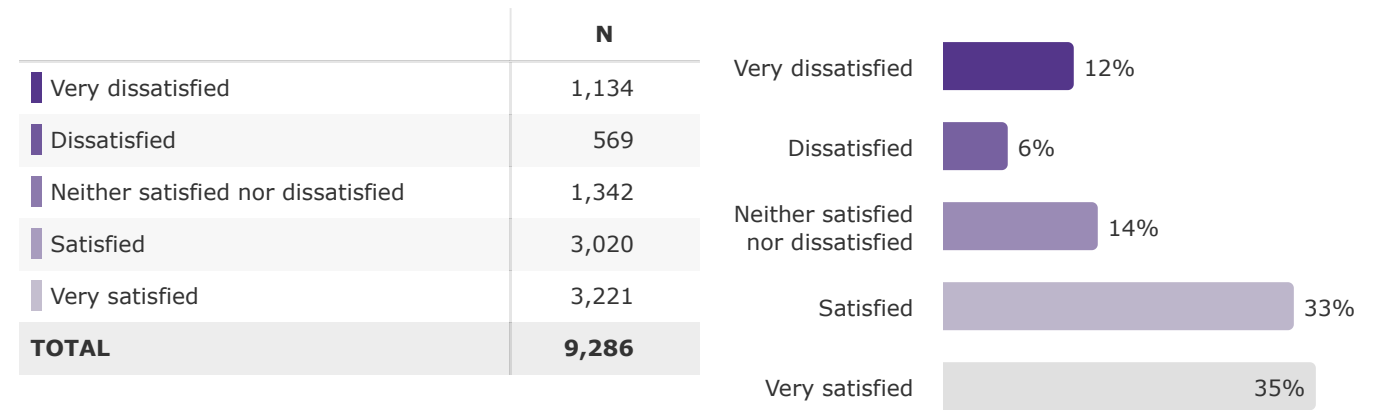 N
Very dissatisfied 1,134
Dissatisfied 569
Neither satisfied nor dissatisfied 1,342
Satisfied 3,020
Very satisfied 3,221
TOTAL 9,286
Very dissatisfied 12%
Dissatisfied 6%
Neither satisfied
nor dissatisfied 14%
Satisfied 33%
Very satisfied 35%